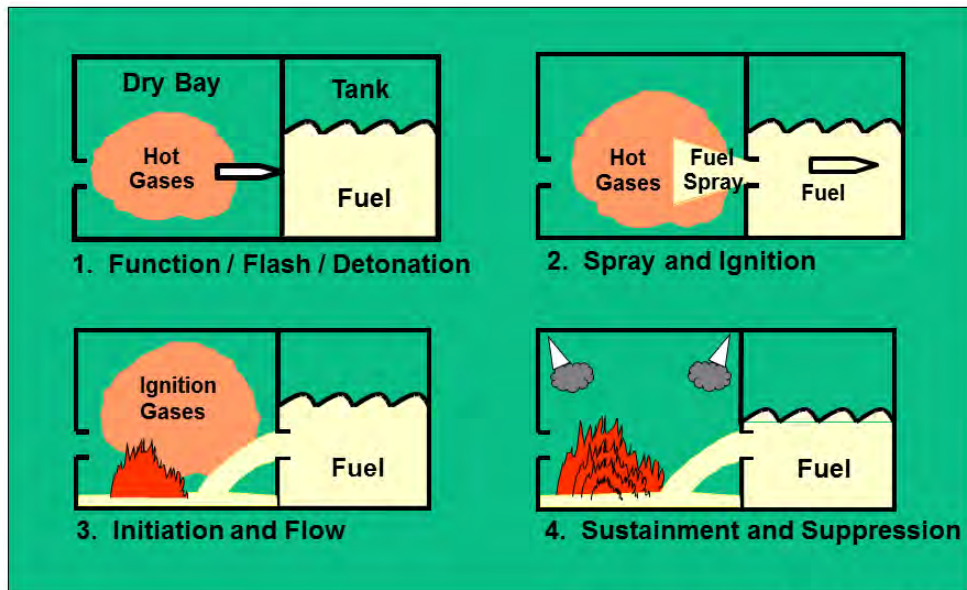 Dry Bay
Tank
Hot
Gases
Fuel
1. Function / Flash / Detonation
Hot
Gases
Fuel
Spray
Fuel
2. Spray and Ignition
Ignition
Gases
Fuel
3. Initiation and Flow
Fuel
4. Sustainment and Suppression